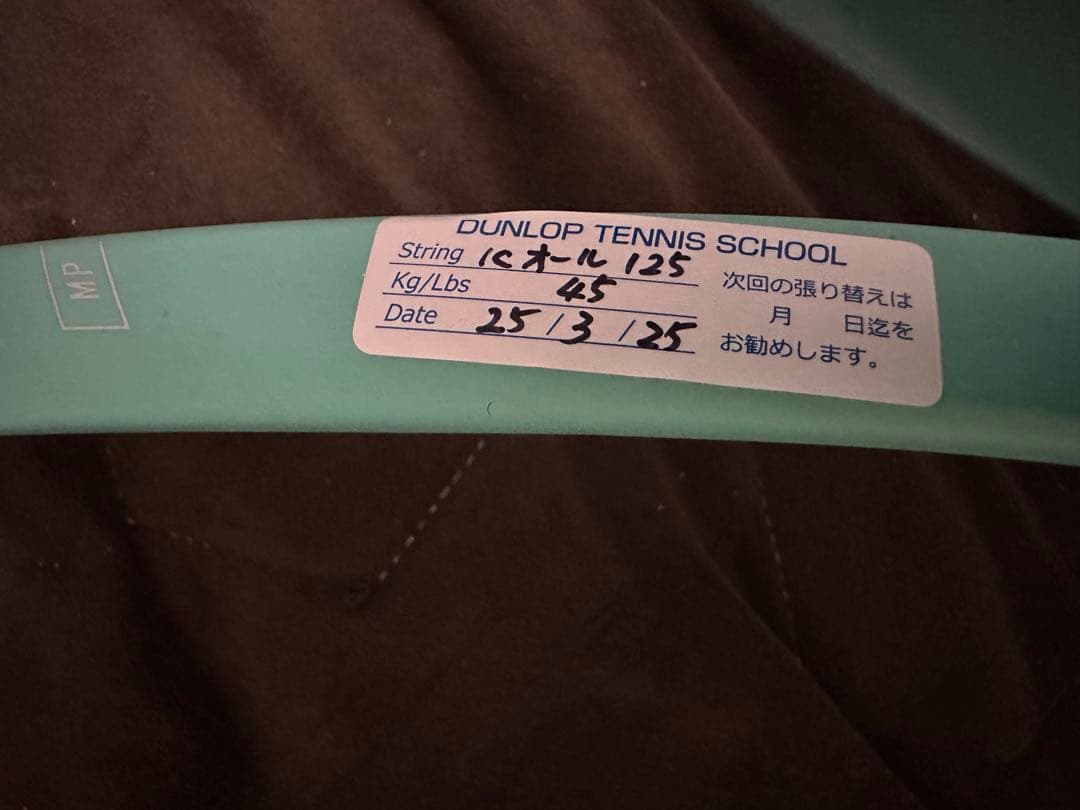 MP
DUNLOP TENNIS SCHOOL
String ICオール 125
Kg/Lbs 45
Date 25/3/25
次回の張り替えは
月 日迄を
お勧めします。